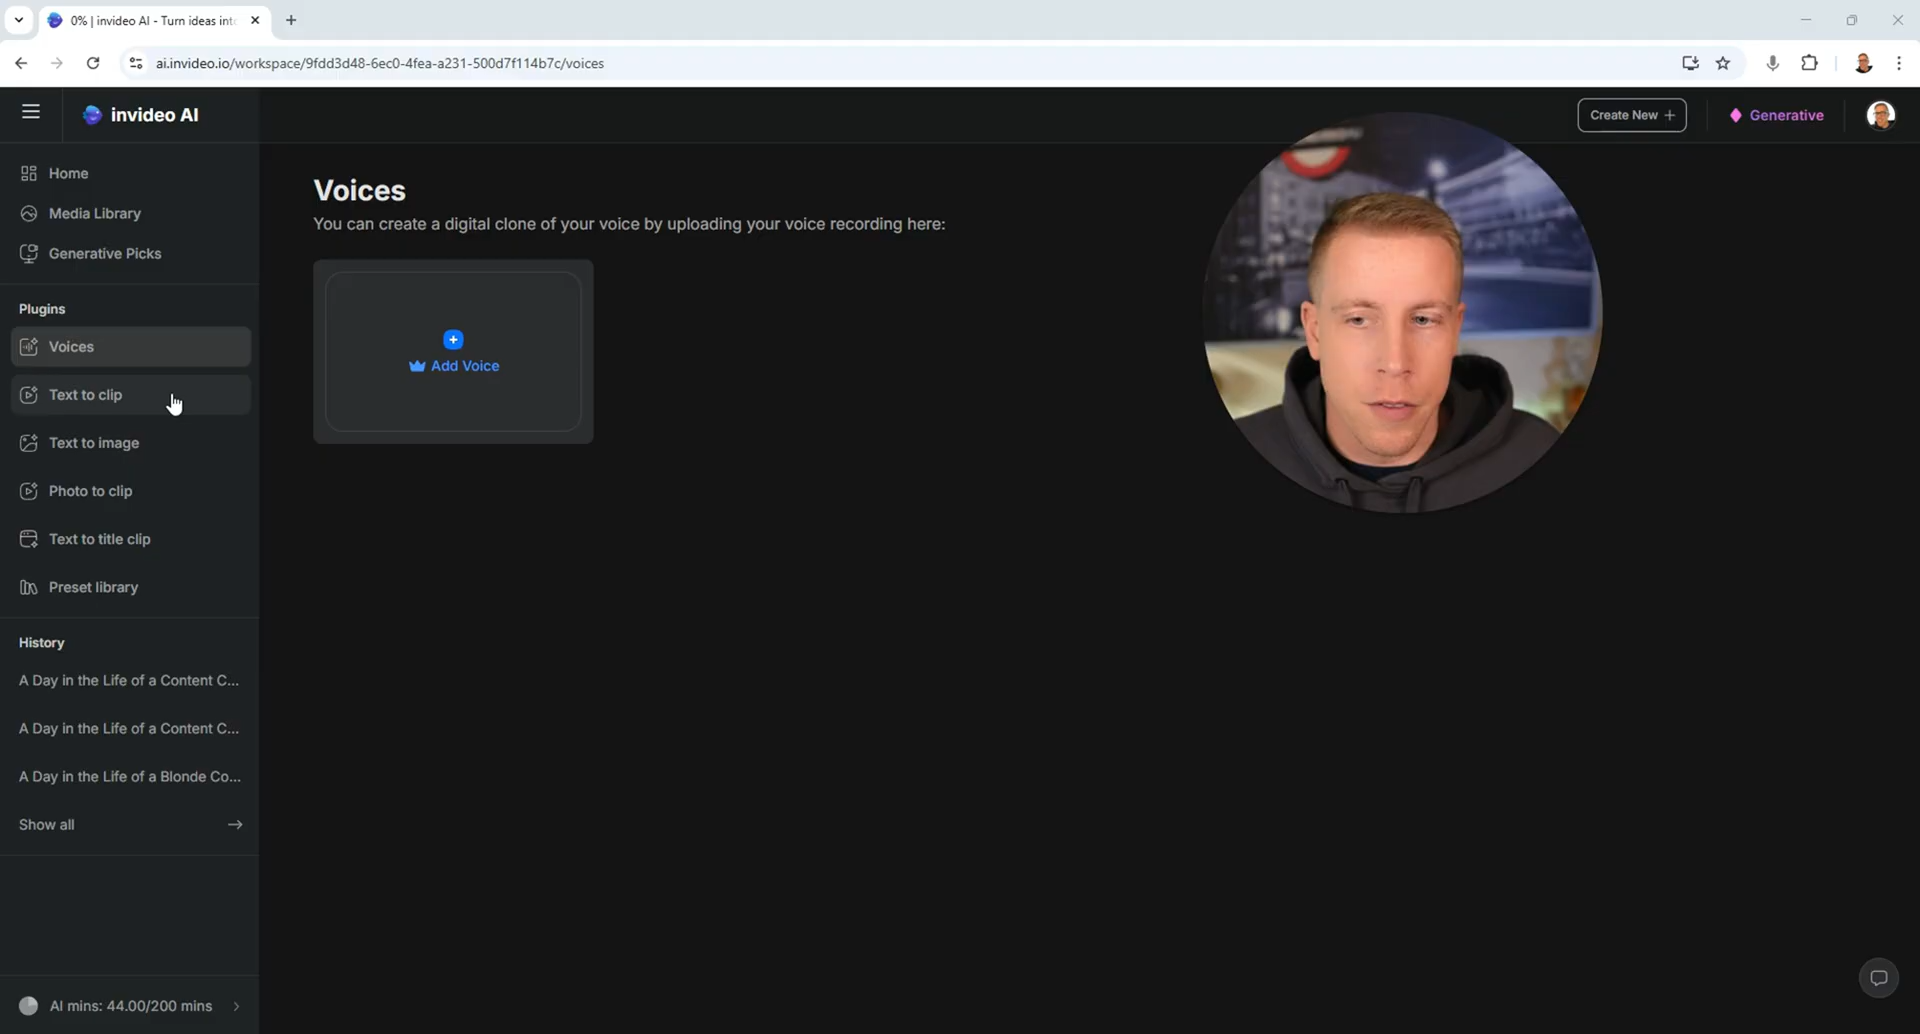 0% | invideo AI - Turn ideas int
ai.invideo.io/workspace/9fdd3d48-6ec0-4fea-a231-500d7f114b7c/voices
invideo AI
Create New +
Generative
Home
Media Library
Generative Picks
Plugins
Voices
Text to clip
Text to image
Photo to clip
Text to title clip
Preset library
History
A Day in the Life of a Content C...
A Day in the Life of a Content C...
A Day in the Life of a Blonde Co...
Show all
AI mins: 44.00/200 mins
Voices
You can create a digital clone of your voice by uploading your voice recording here:
Add Voice